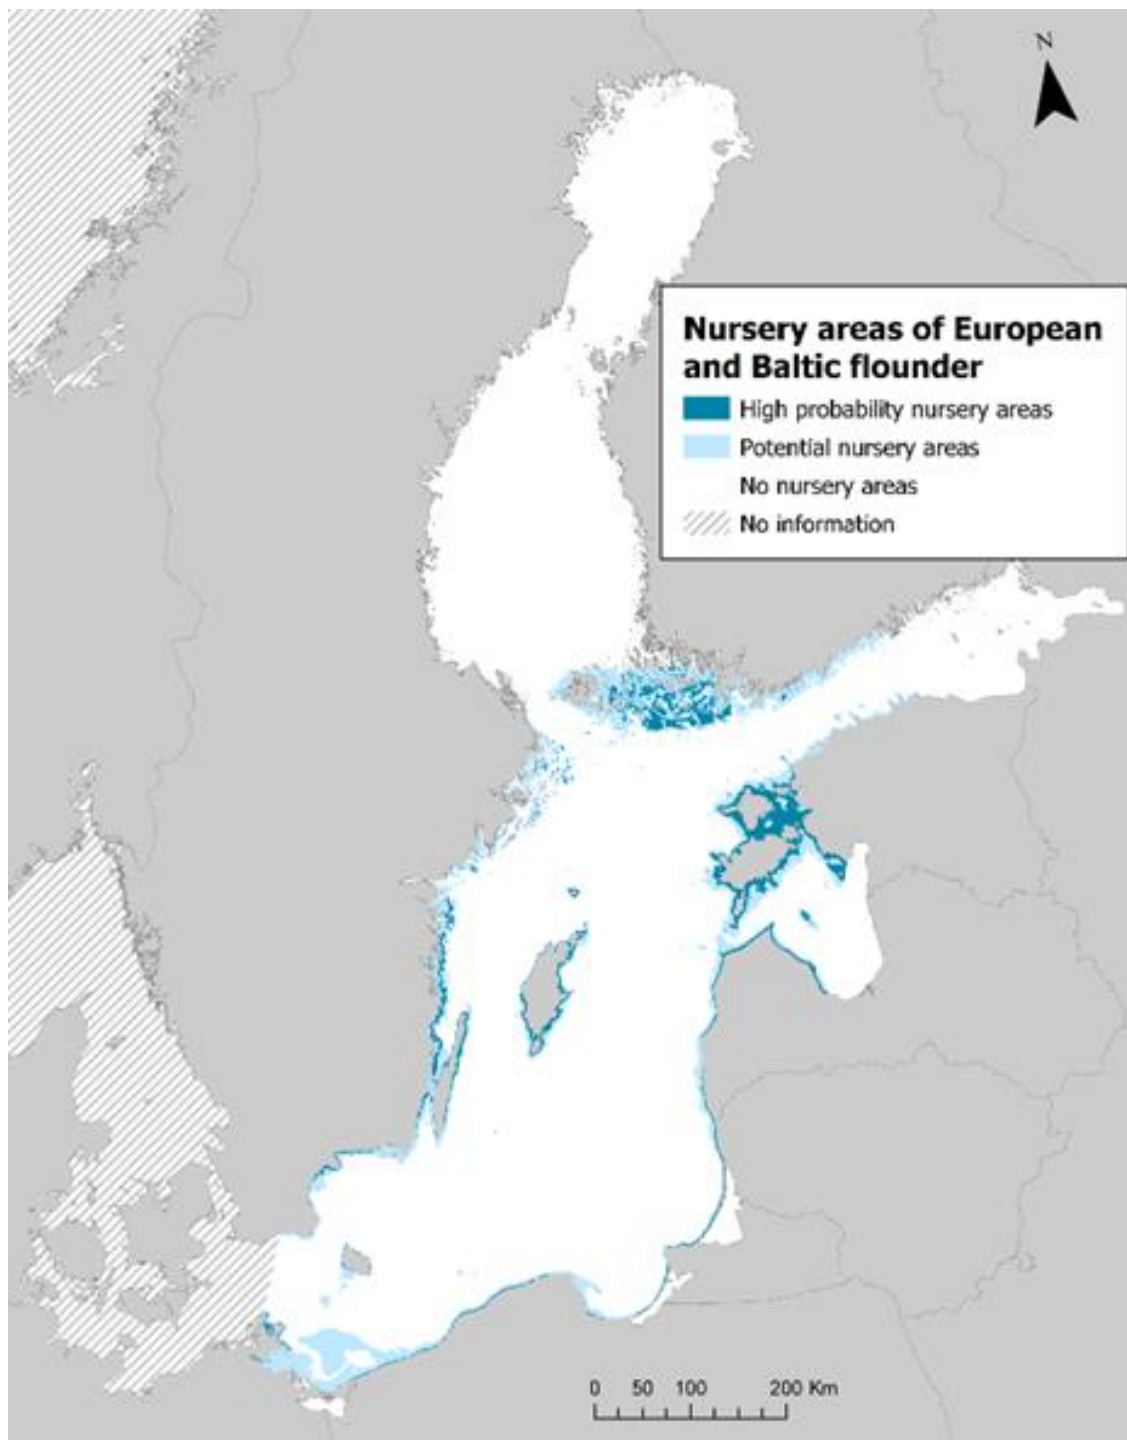 N
Nursery areas of European
and Baltic flounder
High probability nursery areas
Potential nursery areas
No nursery areas
No information
0 50 100 200 Km